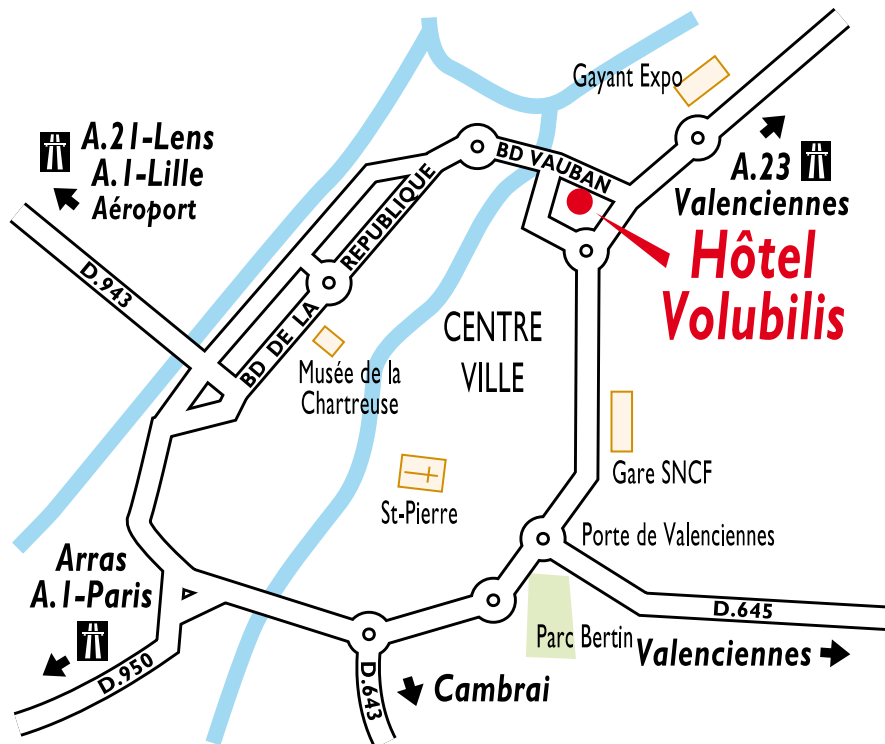 Gayant Expo
A.21-Lens
A.1-Lille
Aéroport
BD VAUBAN
A.23
Valenciennes
Hôtel
Volubilis
D.943
BD DE LA REPUBLIQUE
CENTRE
VILLE
Musée de la
Chartreuse
Gare SNCF
St-Pierre
Porte de Valenciennes
Arras
A.1-Paris
D.645
Parc Bertin
Valenciennes
D.950
D.643
Cambrai